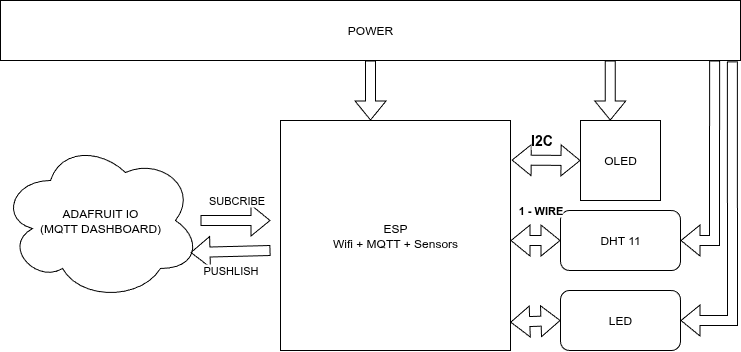 POWER
I2C
OLED
SUBCRIBE
ADAFRUIT IO
(MQTT DASHBOARD)
PUSHLISH
ESP
Wifi + MQTT + Sensors
1 - WIRE
DHT 11
LED